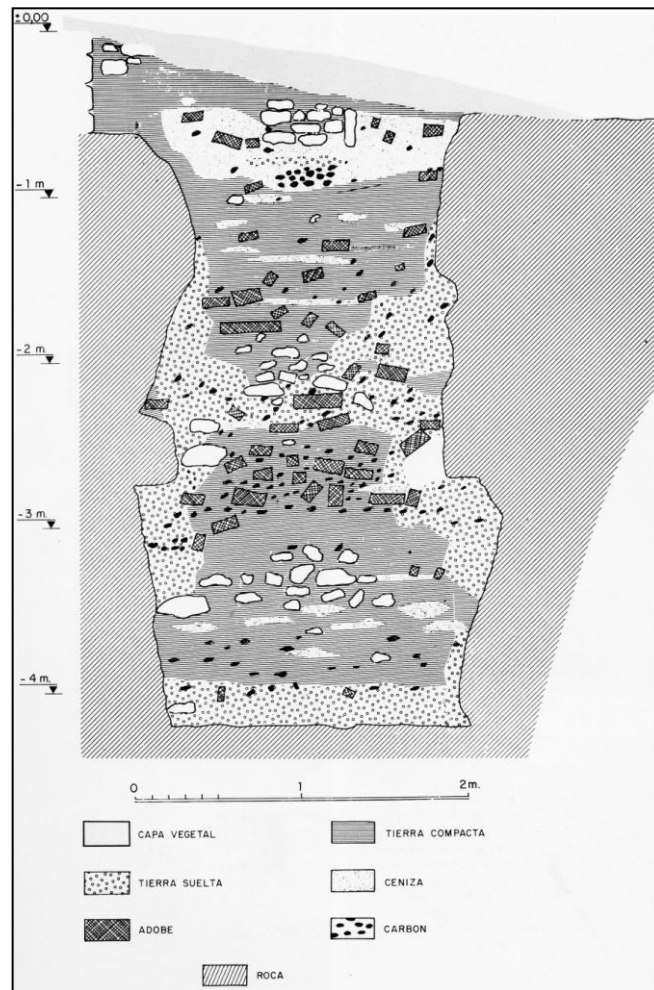 ±0,00
-1 m.
-2 m.
-3 m.
-4 m.
0 1 2m.
CAPA VEGETAL
TIERRA COMPACTA
TIERRA SUELTA
CENIZA
ADOBE
CARBON
ROCA